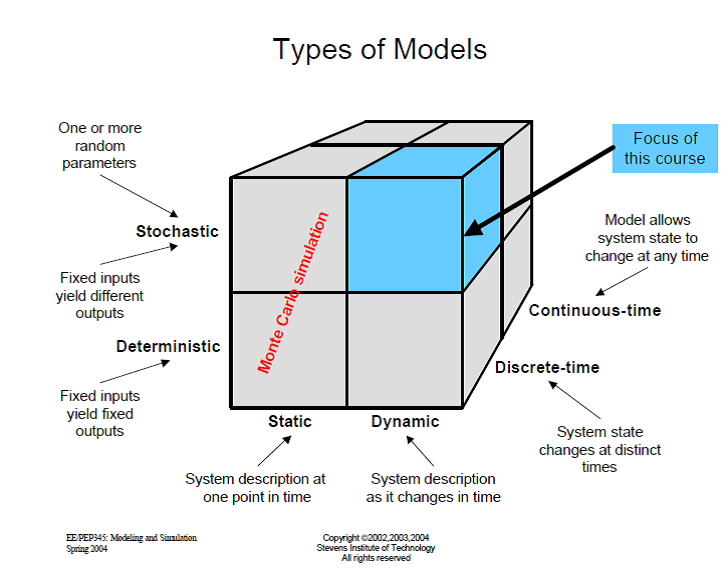 Types of Models
One or more
random
parameters
Focus of
this course
Stochastic
Model allows
system state to
change at any time
Fixed inputs
yield different
outputs
Monte Carlo simulation
Continuous-time
Deterministic
Discrete-time
Fixed inputs
yield fixed
outputs
Static
Dynamic
System state
changes at distinct
times
System description at
one point in time
System description
as it changes in time
EE/PEP345: Modeling and Simulation
Spring 2004
Copyright ©2002,2003,2004
Stevens Institute of Technology
All rights reserved